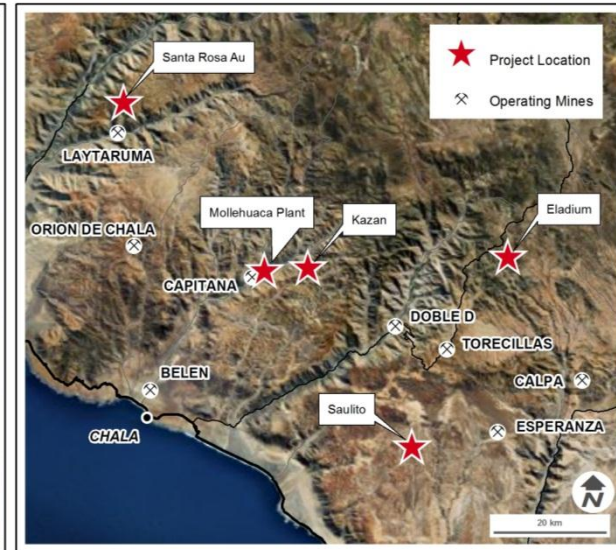 Santa Rosa Au
Project Location
Operating Mines
LAYTARUMA
Mollehuaca Plant
Kazan
Eladium
ORION DE CHALA
CAPITANA
DOBLE D
TORECILLAS
BELEN
CALPA
Saulito
CHALA
ESPERANZA
N
20 km